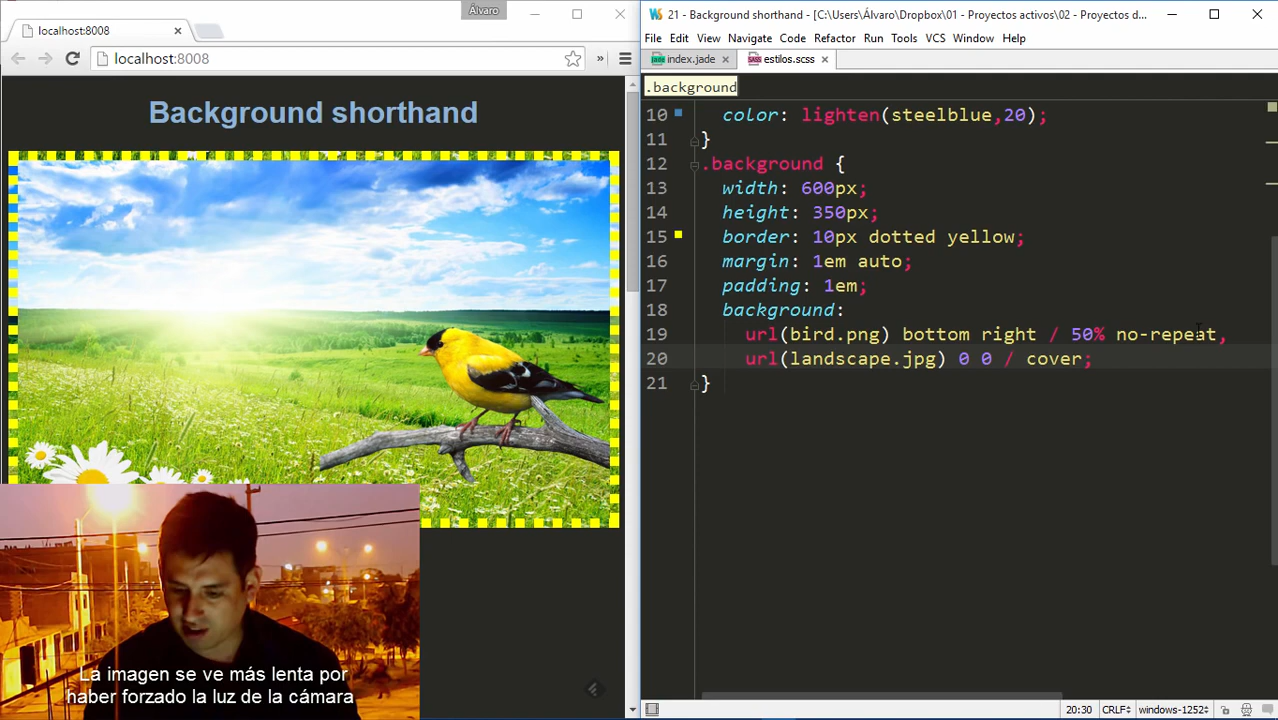 Álvaro
localhost:8008
localhost:8008
»
Background shorthand
La imagen se ve más lenta por
haber forzado la luz de la cámara
21 - Background shorthand - [C:\Users\Álvaro\Dropbox\01 - Proyectos activos\02 - Proyectos d...
File Edit View Navigate Code Refactor Run Tools VCS Window Help
index.jade estilos.scss
.background
10 color: lighten(steelblue,20);
11 }
12 .background {
13 width: 600px;
14 height: 350px;
15 border: 10px dotted yellow;
16 margin: 1em auto;
17 padding: 1em;
18 background:
19 url(bird.png) bottom right / 50% no-repeat,
20 url(landscape.jpg) 0 0 / cover;
21 }
20:30 CRLF÷ windows-1252÷